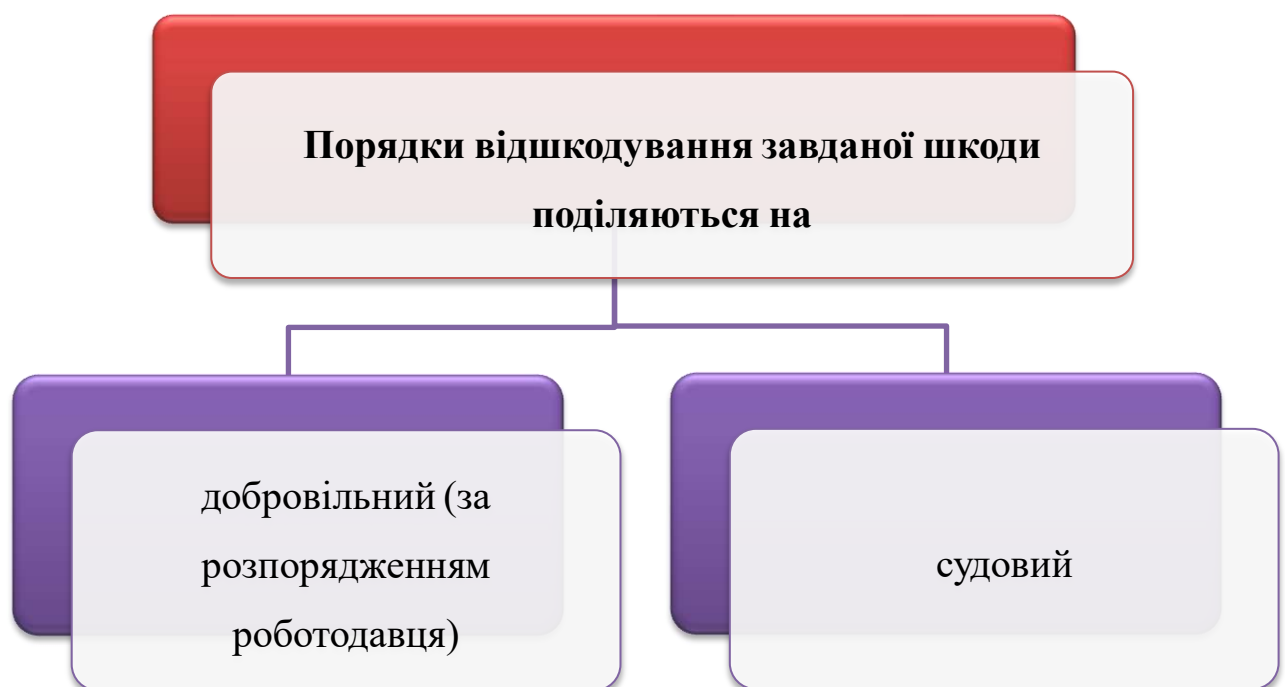 Порядки відшкодування завданої шкоди
поділяються на
добровільний (за
розпорядженням
роботодавця)
судовий